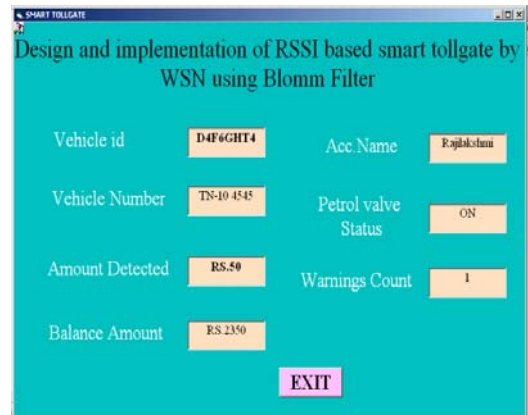 SMART TOLLGATE
Design and implementation of RSSI based smart tollgate by
WSN using Blomm Filter
Vehicle id
D4F6GHT4
Acc.Name
Rajilakshmi
Vehicle Number
TN-10 4545
Petrol valve
Status
ON
Amount Detected
RS.50
Warnings Count
1
Balance Amount
RS.2350
EXIT